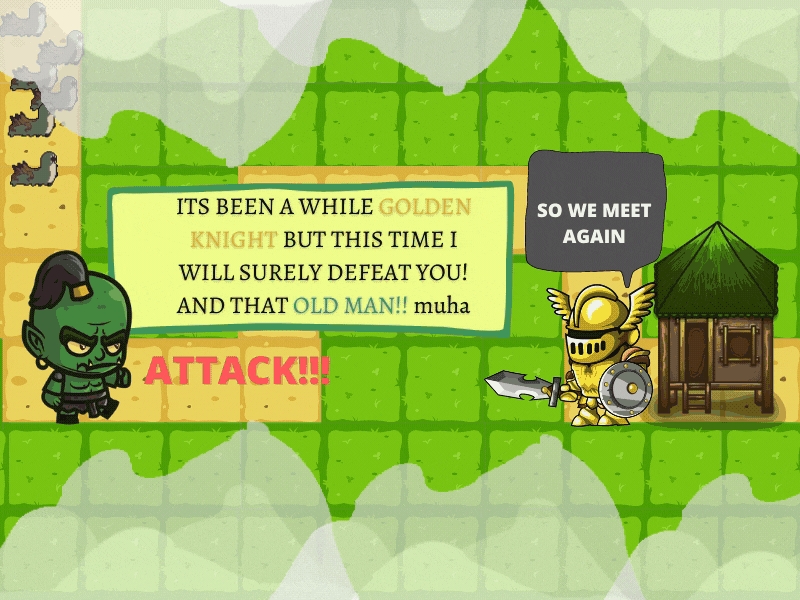 ITS BEEN A WHILE GOLDEN
KNIGHT BUT THIS TIME I
WILL SURELY DEFEAT YOU!
AND THAT OLD MAN!! muha
SO WE MEET
AGAIN
ATTACK!!!